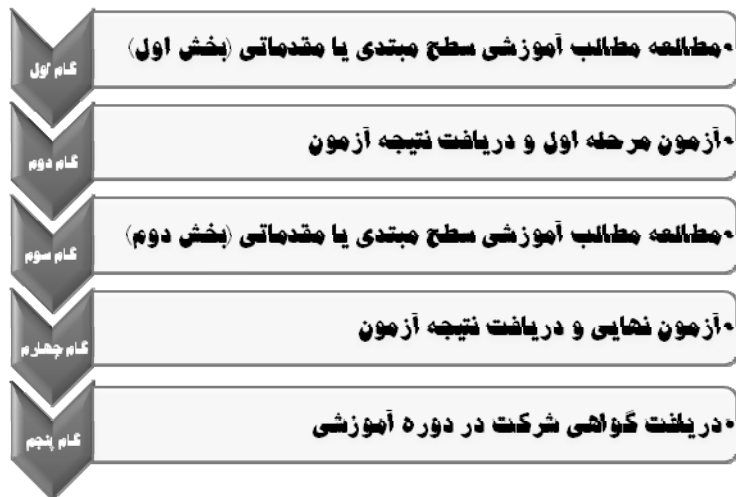 گام اول
•مطالعه مطالب آموزشی سطح مبتدی یا مقدماتی (بخش اول)
گام دوم
•آزمون مرحله اول و دریافت نتیجه آزمون
گام سوم
•مطالعه مطالب آموزشی سطح مبتدی یا مقدماتی (بخش دوم)
گام چهارم
•آزمون نهایی و دریافت نتیجه آزمون
گام پنجم
•دریافت گواهی شرکت در دوره آموزشی